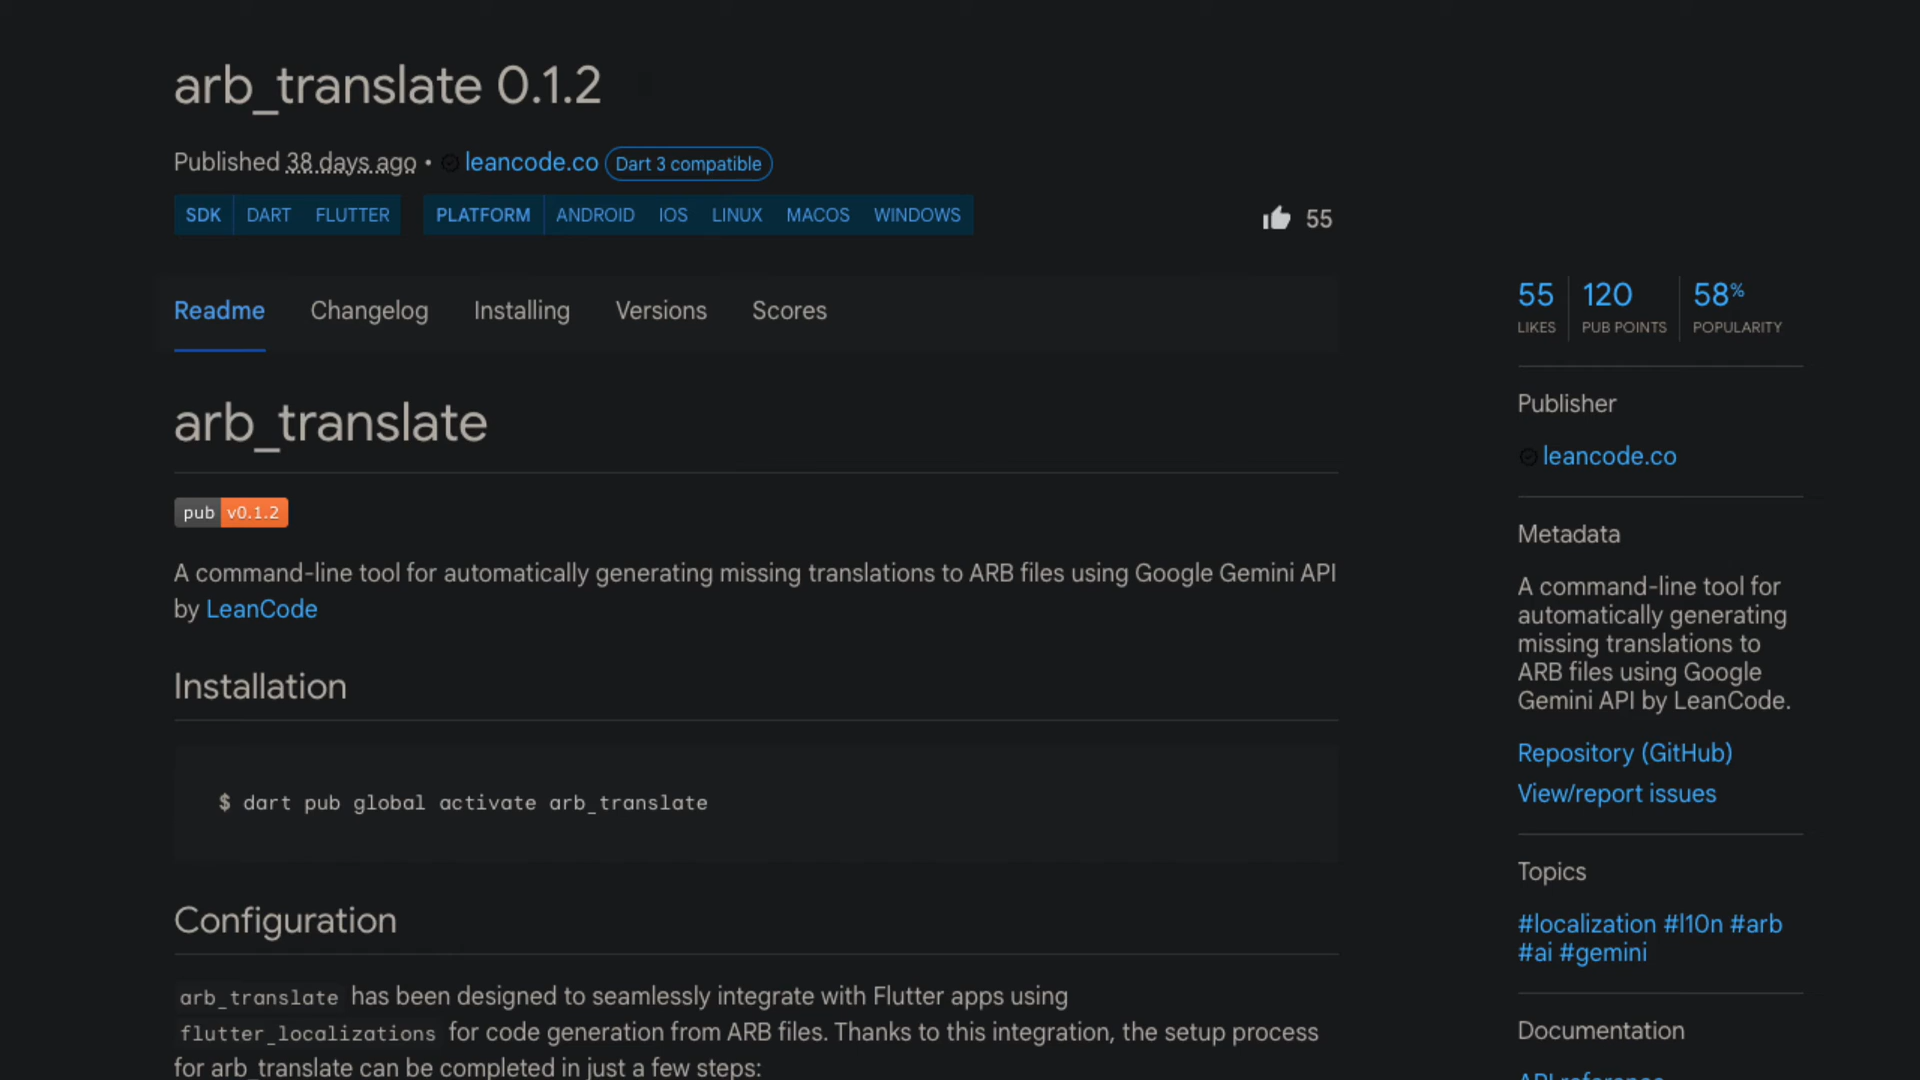 arb_translate 0.1.2
Published 38 days ago • leancode.co Dart 3 compatible
SDK DART FLUTTER PLATFORM ANDROID IOS LINUX MACOS WINDOWS
55
Readme Changelog Installing Versions Scores
arb_translate
pub v0.1.2
A command-line tool for automatically generating missing translations to ARB files using Google Gemini API
by LeanCode
Installation
$ dart pub global activate arb_translate
Configuration
arb_translate has been designed to seamlessly integrate with Flutter apps using
flutter_localizations for code generation from ARB files. Thanks to this integration, the setup process
for arb_translate can be completed in just a few steps:
55 120 58%
LIKES PUB POINTS POPULARITY
Publisher
leancode.co
Metadata
A command-line tool for
automatically generating
missing translations to
ARB files using Google
Gemini API by LeanCode.
Repository (GitHub)
View/report issues
Topics
#localization #l10n #arb
#ai #gemini
Documentation
API reference